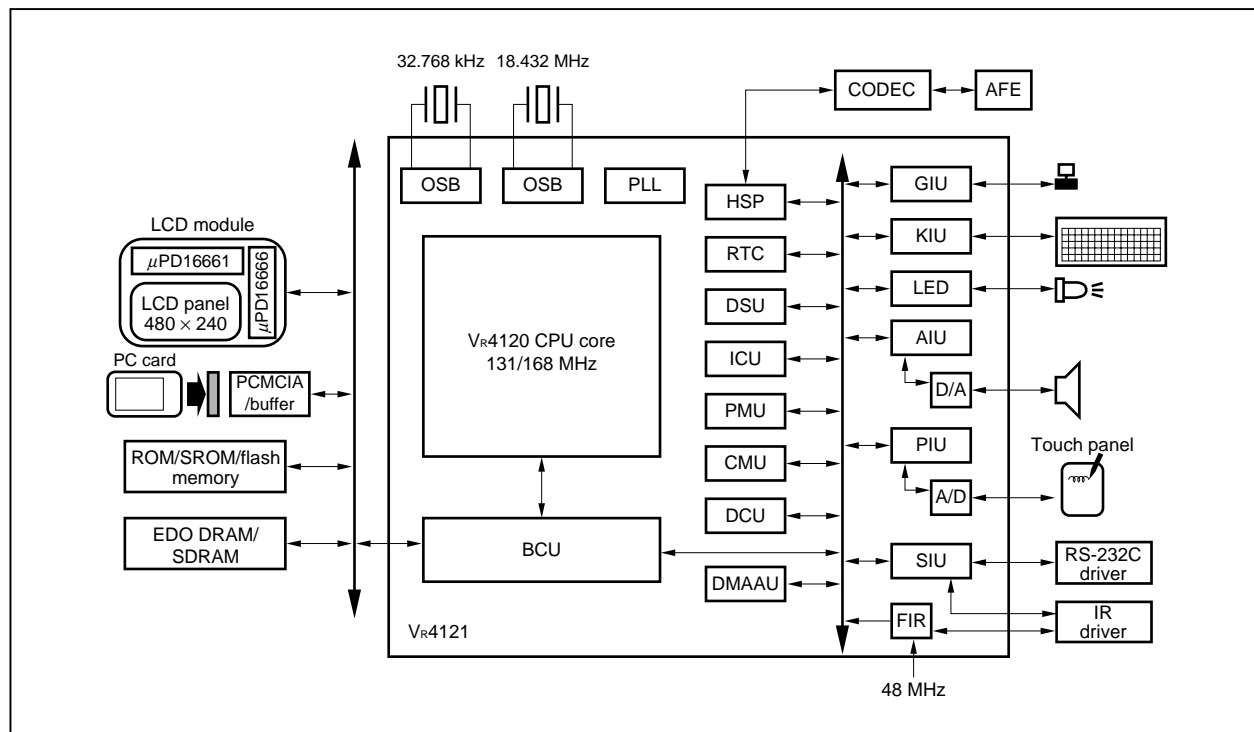 32.768 kHz
18.432 MHz
CODEC
AFE
OSB
OSB
PLL
HSP
GIU
LCD module
μPD16661
μPD16666
LCD panel
480 × 240
RTC
KIU
DSU
LED
VR4120 CPU core
131/168 MHz
ICU
AIU
D/A
PC card
PCMCIA
/buffer
PMU
PIU
Touch panel
ROM/SROM/flash
memory
CMU
A/D
DCU
EDO DRAM/
SDRAM
BCU
SIU
RS-232C
driver
DMAAU
FIR
IR
driver
VR4121
48 MHz